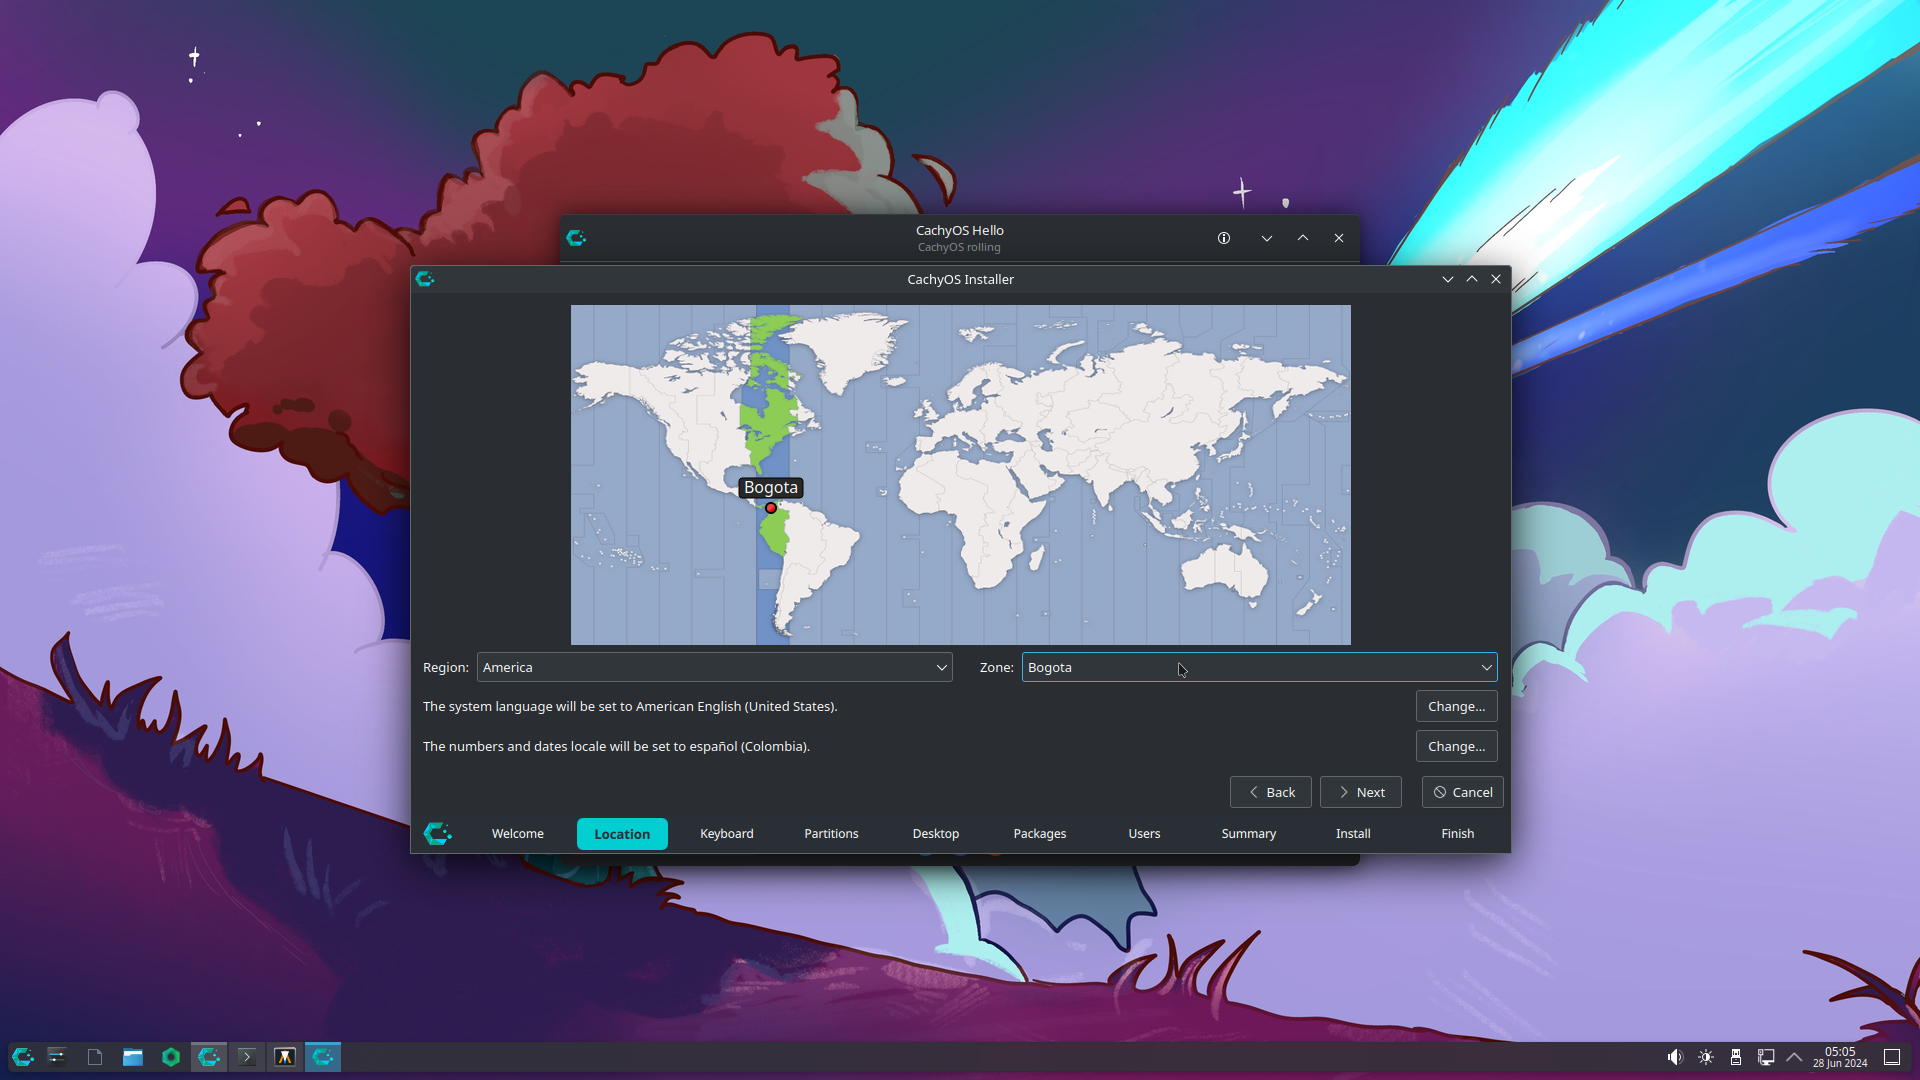 CachyOS Hello
CachyOS rolling
CachyOS Installer
Bogota
Region: America
Zone: Bogota
The system language will be set to American English (United States).
Change...
The numbers and dates locale will be set to español (Colombia).
Change...
Back
Next
Cancel
Welcome
Location
Keyboard
Partitions
Desktop
Packages
Users
Summary
Install
Finish
05:05
28 Jun 2024